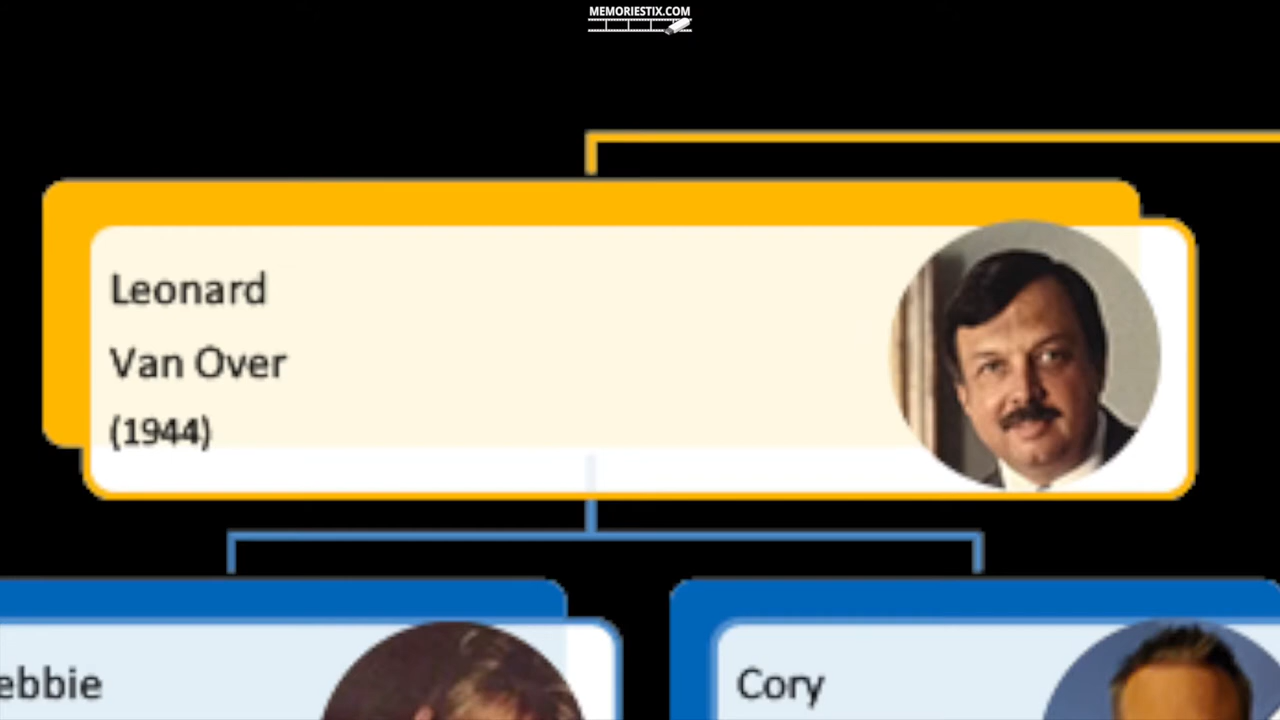 MEMORIESTIX.COM
Leonard
Van Over
(1944)
ebbie
Cory